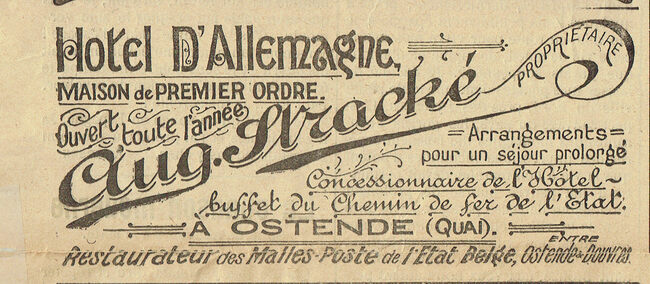 Hotel D'Allemagne,
MAISON de PREMIER ORDRE.
Ouvert toute l'année
Aug. Stracké PROPRIETAIRE
Arrangements
pour un séjour prolongé
Concessionnaire de l'Hôtel-
buffet du Chemin de fer de l'Etat.
A OSTENDE (QUAI).
Restaurateur des Malles-Poste de l'Etat Belge, ENTRE Ostende & Douvres.